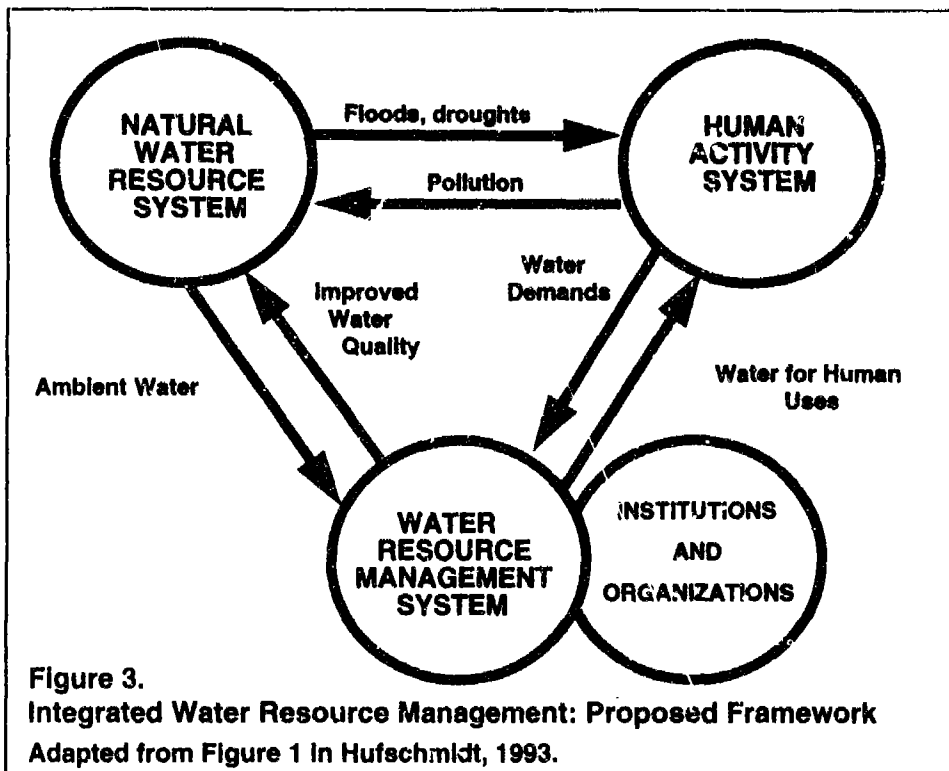 NATURAL
WATER
RESOURCE
SYSTEM
Floods, droughts
Pollution
HUMAN
ACTIVITY
SYSTEM
Improved
Water
Quality
Water
Demands
Ambient Water
Water for Human
Uses
WATER
RESOURCE
MANAGEMENT
SYSTEM
INSTITUTIONS
AND
ORGANIZATIONS
Figure 3.
Integrated Water Resource Management: Proposed Framework
Adapted from Figure 1 in Hufschmidt, 1993.